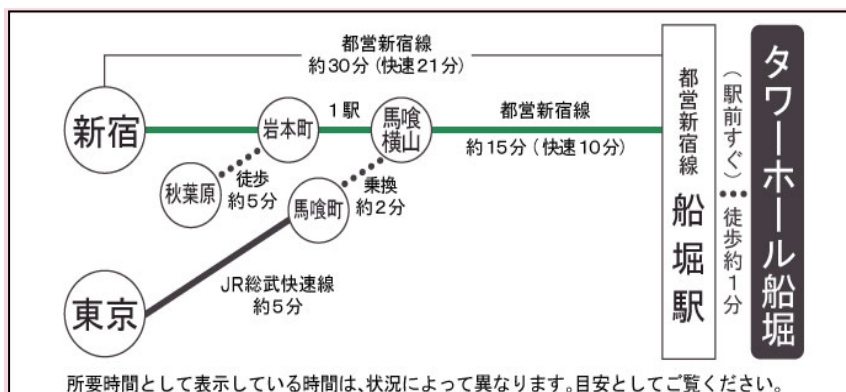 都営新宿線
約30分（快速21分）
新宿
岩本町
1駅
馬喰
横山
都営新宿線
約15分（快速10分）
秋葉原
徒歩
約5分
馬喰町
乗換
約2分
東京
JR総武快速線
約5分
都営新宿線 船堀駅
（駅前すぐ） 徒歩約1分
タワーホール船堀
所要時間として表示している時間は、状況によって異なります。目安としてご覧ください。